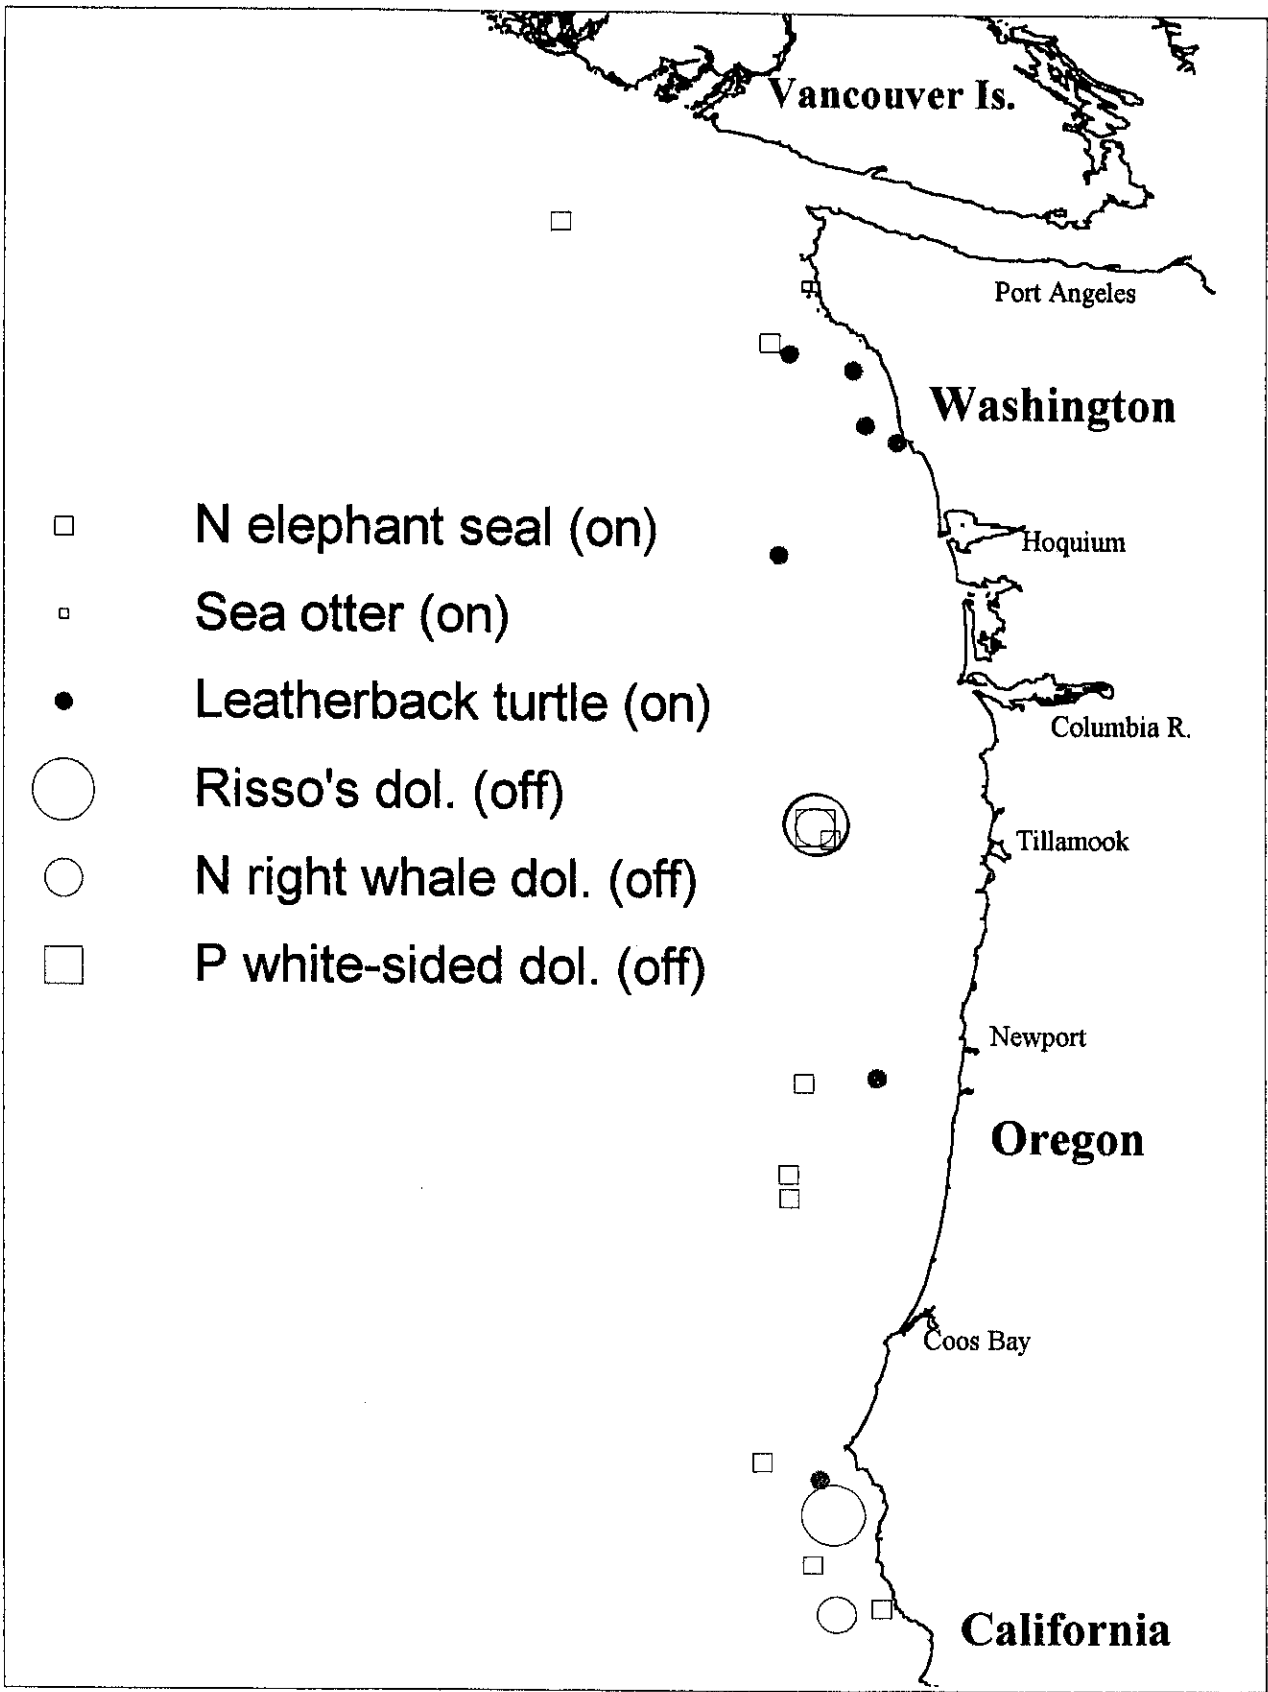 Vancouver Is.
Port Angeles
Washington
N elephant seal (on)
Hoquium
Sea otter (on)
Leatherback turtle (on)
Columbia R.
Risso's dol. (off)
Tillamook
N right whale dol. (off)
P white-sided dol. (off)
Newport
Oregon
Coos Bay
California